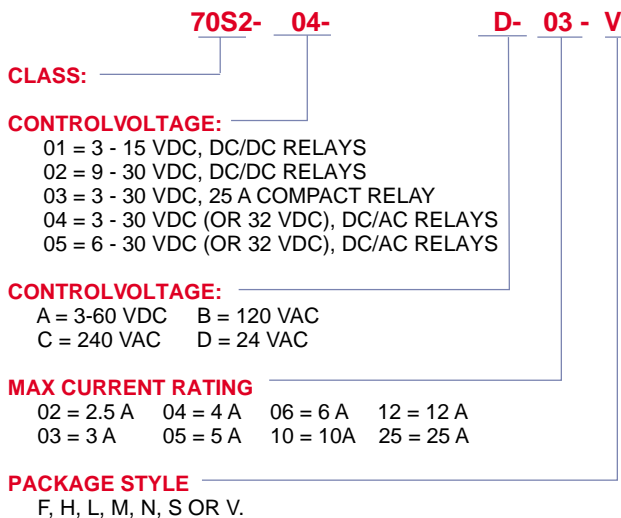 70S2- 04- D- 03 - V
CLASS:
CONTROLVOLTAGE:
01 = 3 - 15 VDC, DC/DC RELAYS
02 = 9 - 30 VDC, DC/DC RELAYS
03 = 3 - 30 VDC, 25 A COMPACT RELAY
04 = 3 - 30 VDC (OR 32 VDC), DC/AC RELAYS
05 = 6 - 30 VDC (OR 32 VDC), DC/AC RELAYS
CONTROLVOLTAGE:
A = 3-60 VDC B = 120 VAC
C = 240 VAC D = 24 VAC
MAX CURRENT RATING
02 = 2.5 A 04 = 4 A 06 = 6 A 12 = 12 A
03 = 3 A 05 = 5 A 10 = 10A 25 = 25 A
PACKAGE STYLE
F, H, L, M, N, S OR V.